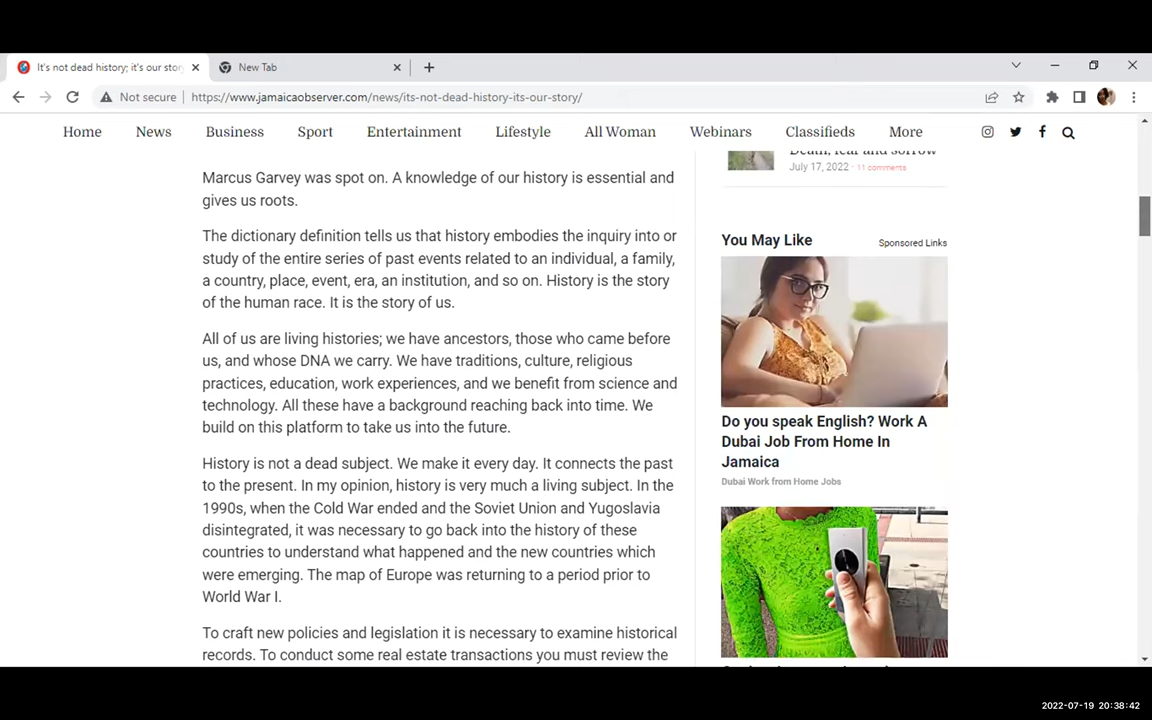 It's not dead history; it's our stor
New Tab
Not secure
https://www.jamaicaobserver.com/news/its-not-dead-history-its-our-story/
Home News Business Sport Entertainment Lifestyle All Woman Webinars Classifieds More
Marcus Garvey was spot on. A knowledge of our history is essential and
gives us roots.
The dictionary definition tells us that history embodies the inquiry into or
study of the entire series of past events related to an individual, a family,
a country, place, event, era, an institution, and so on. History is the story
of the human race. It is the story of us.
All of us are living histories; we have ancestors, those who came before
us, and whose DNA we carry. We have traditions, culture, religious
practices, education, work experiences, and we benefit from science and
technology. All these have a background reaching back into time. We
build on this platform to take us into the future.
History is not a dead subject. We make it every day. It connects the past
to the present. In my opinion, history is very much a living subject. In the
1990s, when the Cold War ended and the Soviet Union and Yugoslavia
disintegrated, it was necessary to go back into the history of these
countries to understand what happened and the new countries which
were emerging. The map of Europe was returning to a period prior to
World War I.
To craft new policies and legislation it is necessary to examine historical
records. To conduct some real estate transactions you must review the
Death, fear and sorrow
July 17, 2022 · 11 comments
You May Like
Sponsored Links
Do you speak English? Work A
Dubai Job From Home In
Jamaica
Dubai Work from Home Jobs
2022-07-19 20:38:42